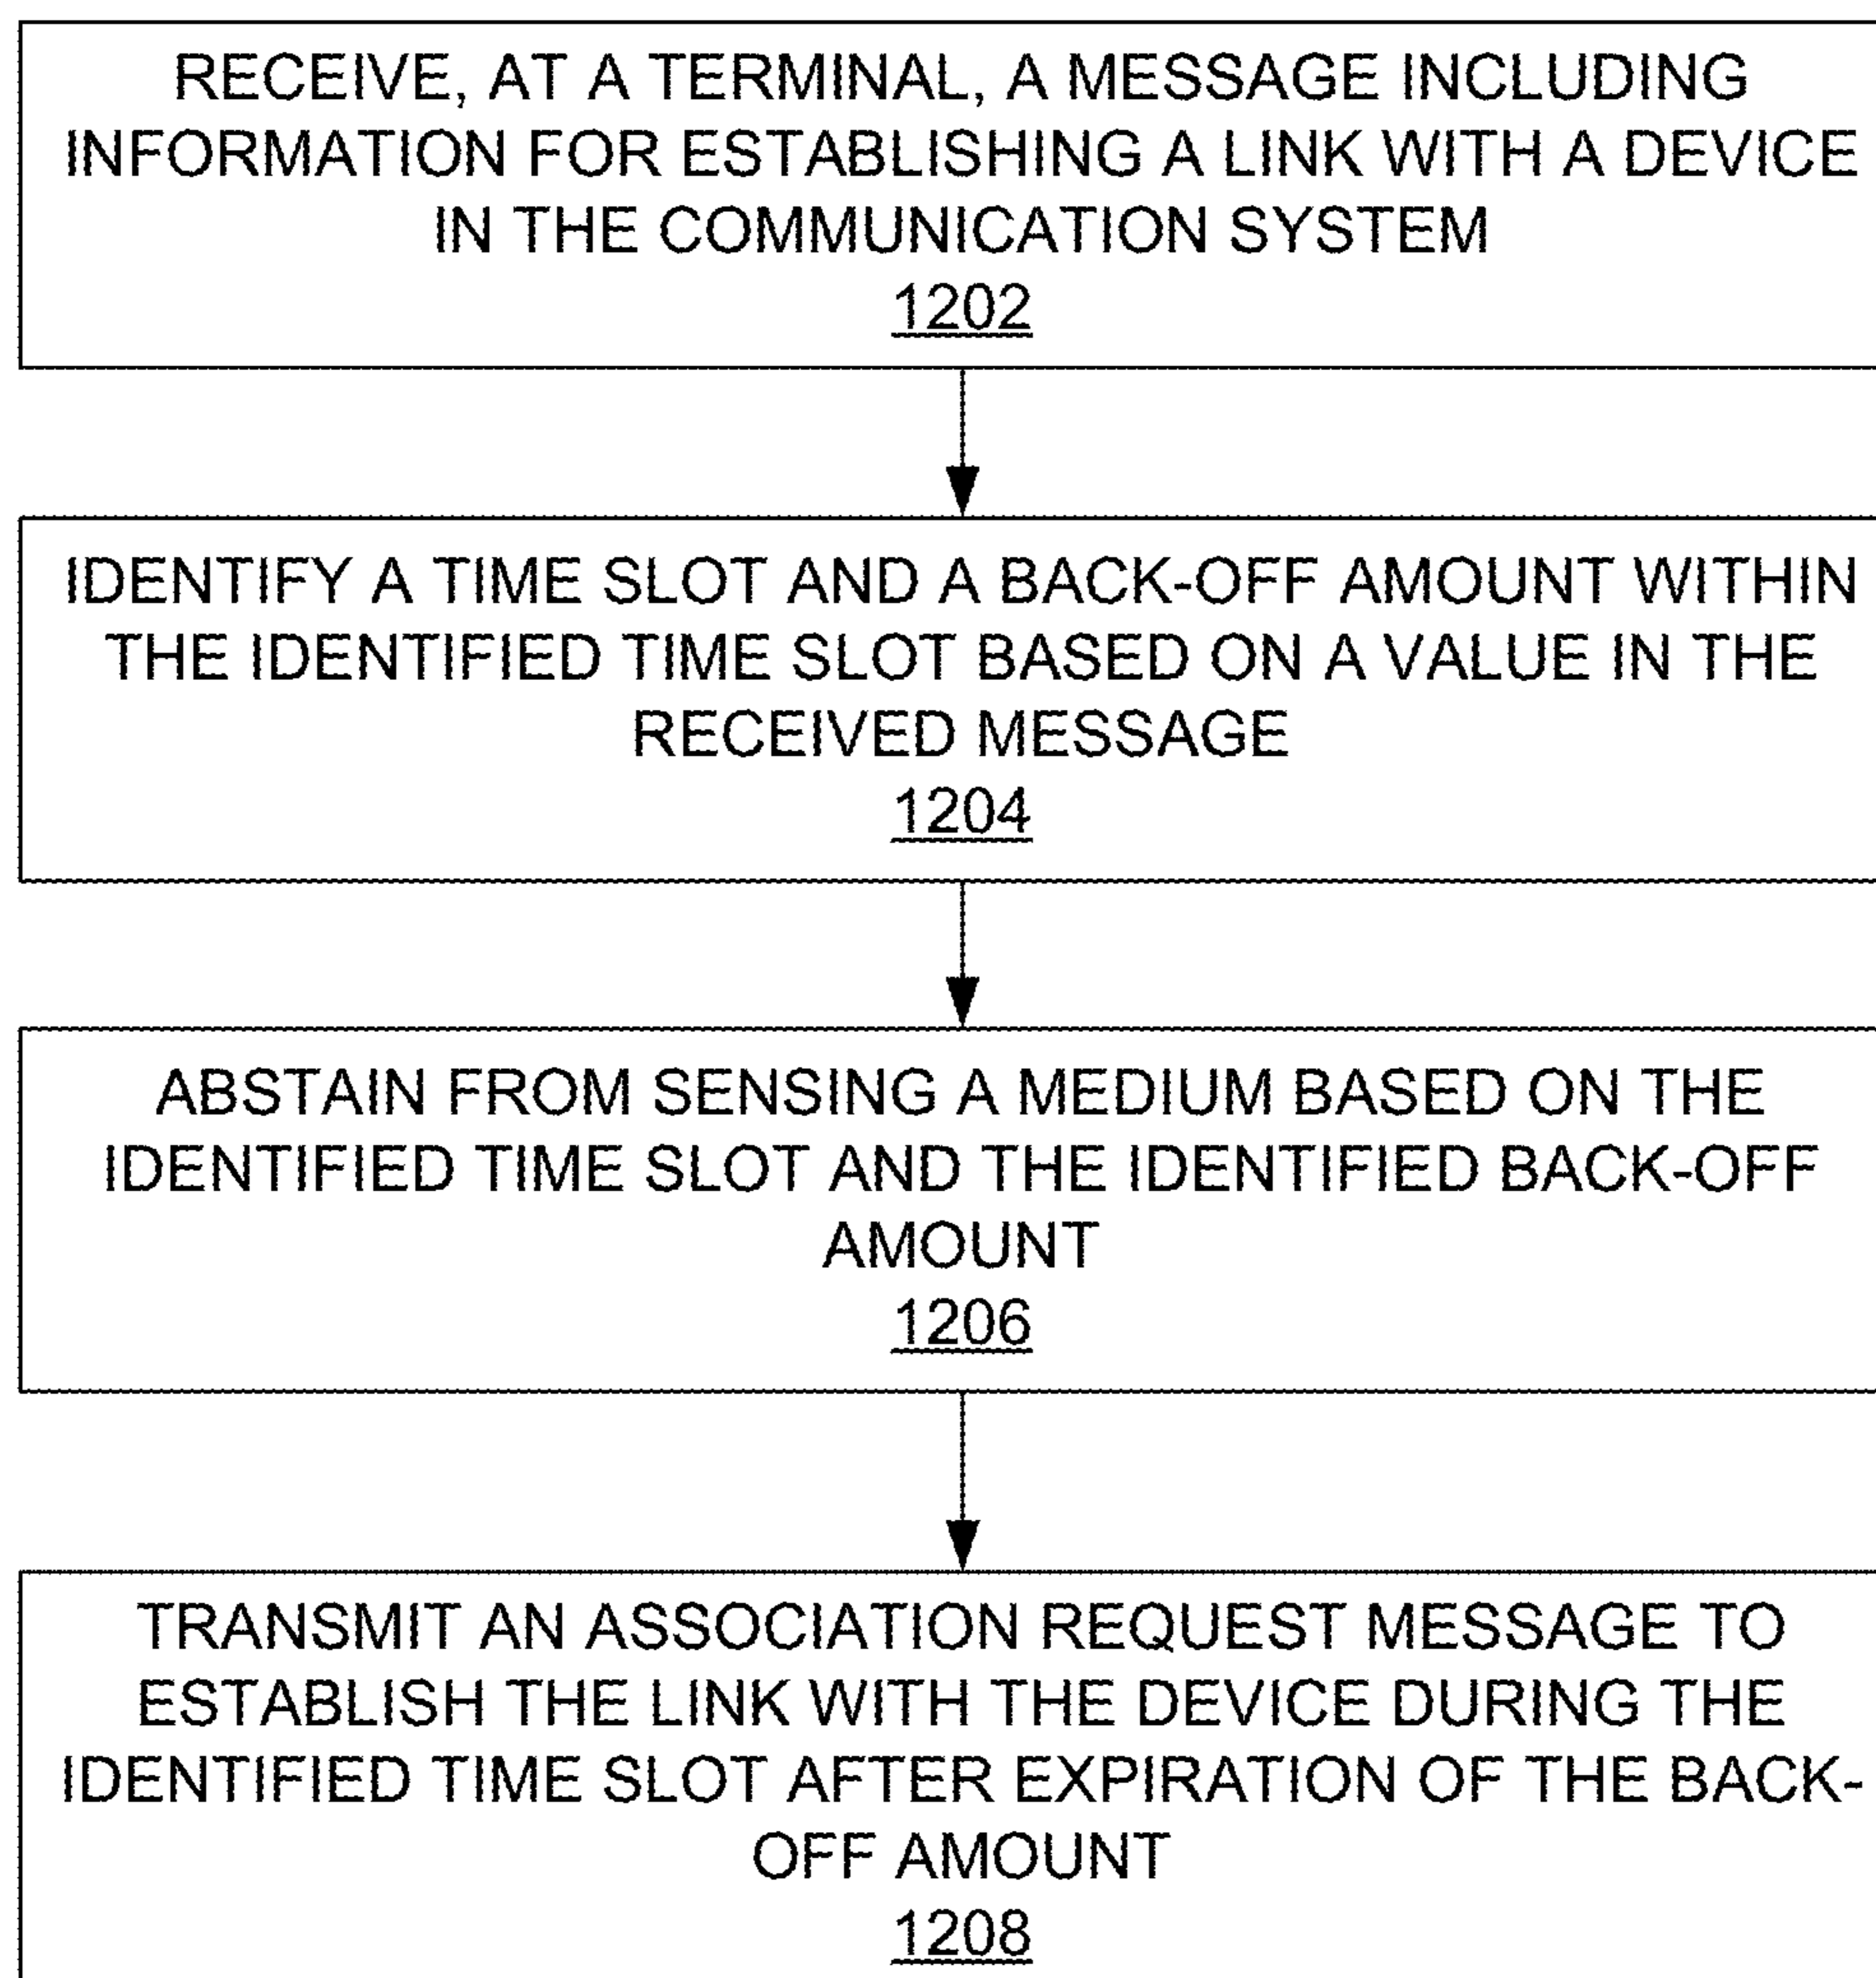 RECEIVE, AT A TERMINAL, A MESSAGE INCLUDING
INFORMATION FOR ESTABLISHING A LINK WITH A DEVICE
IN THE COMMUNICATION SYSTEM
1202
IDENTIFY A TIME SLOT AND A BACK-OFF AMOUNT WITHIN
THE IDENTIFIED TIME SLOT BASED ON A VALUE IN THE
RECEIVED MESSAGE
1204
ABSTAIN FROM SENSING A MEDIUM BASED ON THE
IDENTIFIED TIME SLOT AND THE IDENTIFIED BACK-OFF
AMOUNT
1206
TRANSMIT AN ASSOCIATION REQUEST MESSAGE TO
ESTABLISH THE LINK WITH THE DEVICE DURING THE
IDENTIFIED TIME SLOT AFTER EXPIRATION OF THE BACK-
OFF AMOUNT
1208